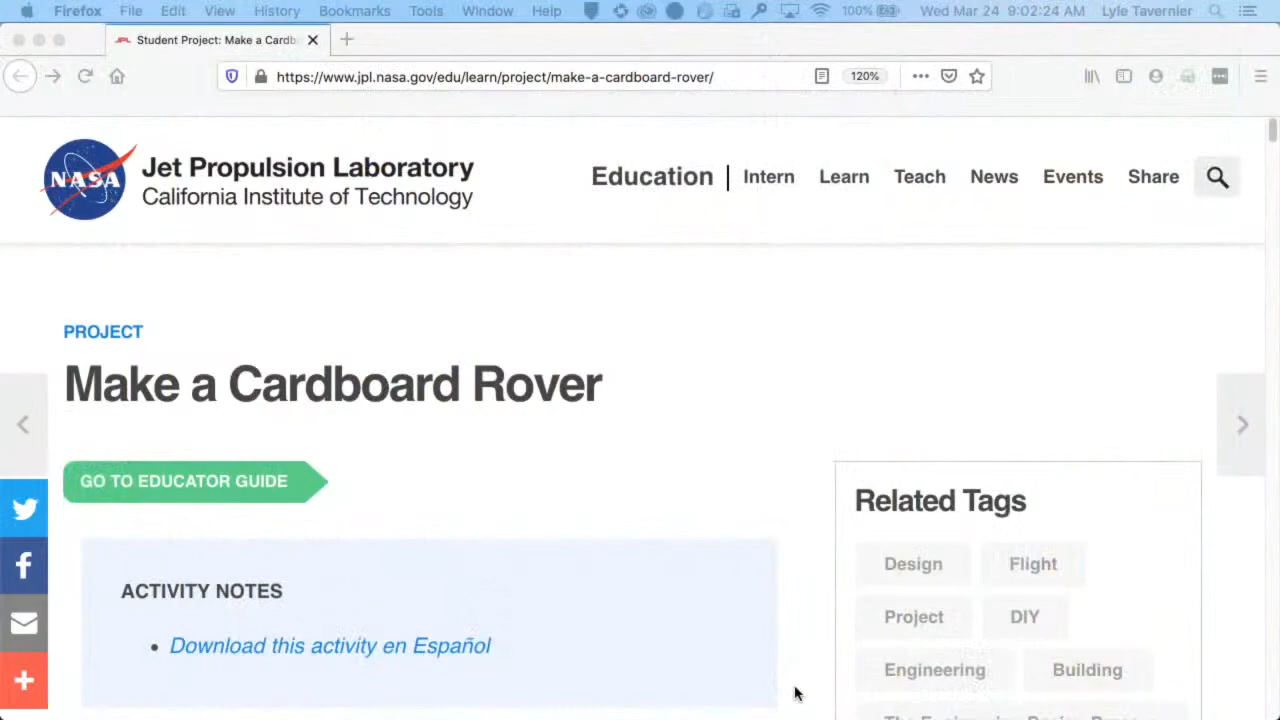 Firefox File Edit View History Bookmarks Tools Window Help 100% Wed Mar 24 9:02:24 AM Lyle Tavernier
Student Project: Make a Cardb
https://www.jpl.nasa.gov/edu/learn/project/make-a-cardboard-rover/ 120%
NASA
Jet Propulsion Laboratory
California Institute of Technology
Education | Intern Learn Teach News Events Share
PROJECT
Make a Cardboard Rover
GO TO EDUCATOR GUIDE
Related Tags
Design Flight
ACTIVITY NOTES
Project DIY
• Download this activity en Español
Engineering Building